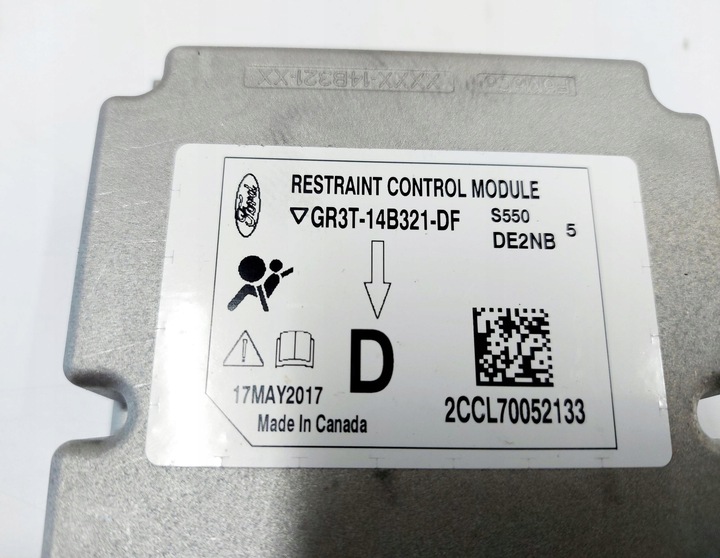 XXXX-14B321-XX
Ford
RESTRAINT CONTROL MODULE
GR3T-14B321-DF
S550
DE2NB 5
D
17MAY2017
Made In Canada
2CCL70052133